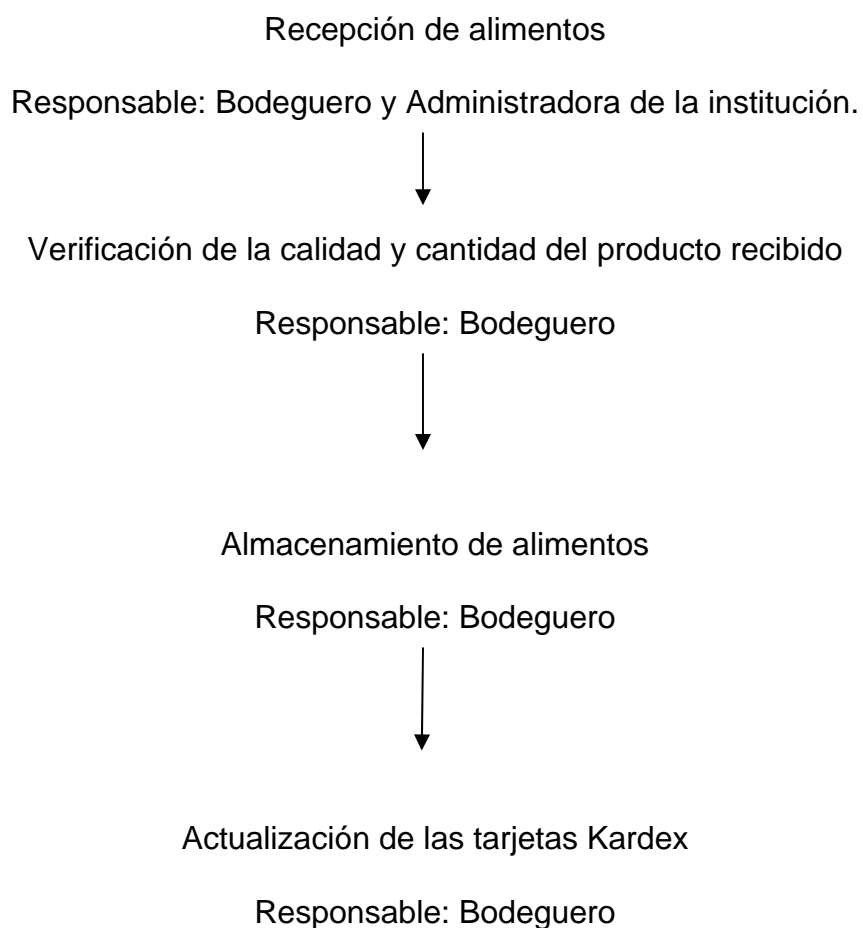 Recepción de alimentos
Responsable: Bodeguero y Administradora de la institución.
Verificación de la calidad y cantidad del producto recibido
Responsable: Bodeguero
Almacenamiento de alimentos
Responsable: Bodeguero
Actualización de las tarjetas Kardex
Responsable: Bodeguero